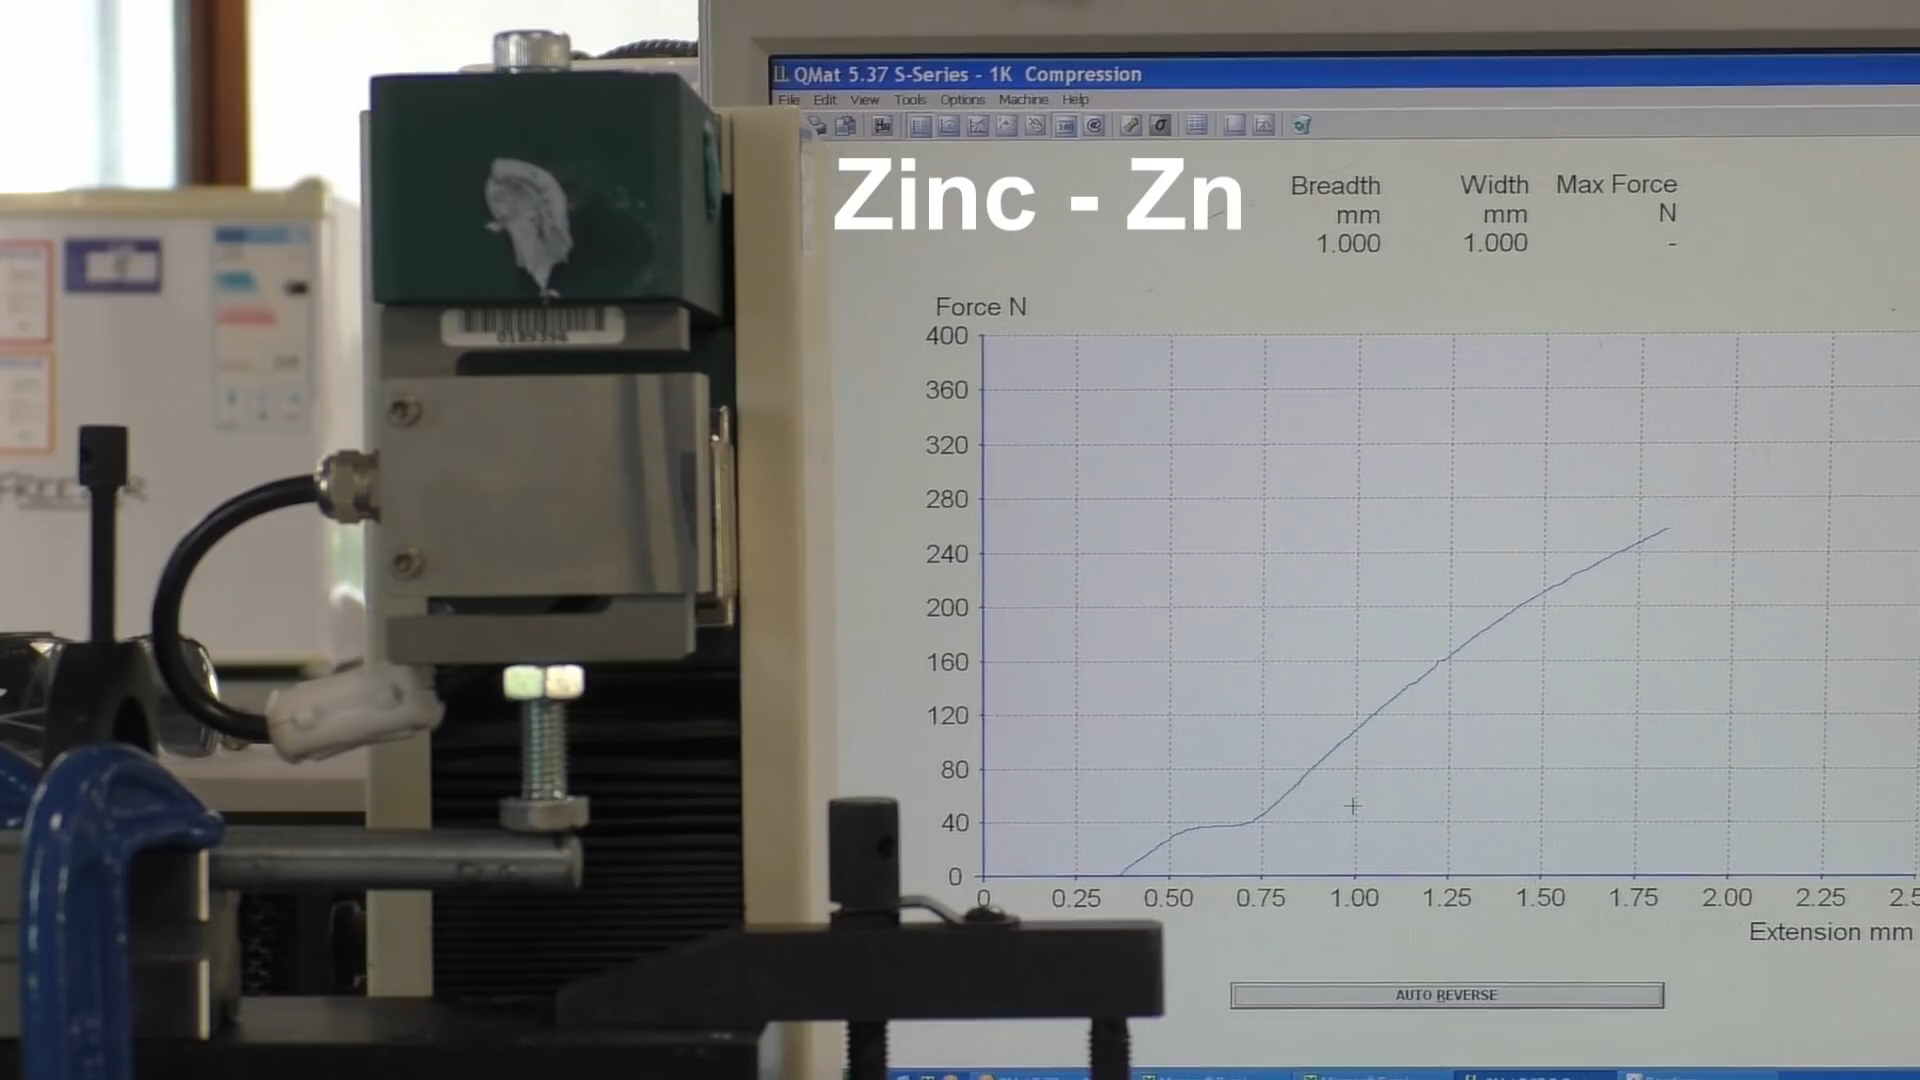 QMat 5.37 S-Series - 1K Compression
File Edit View Tools Options Machine Help
Zinc - Zn
Breadth Width Max Force
mm mm N
1.000 1.000 -
Force N
400
360
320
280
240
200
160
120
80
40
0
0 0.25 0.50 0.75 1.00 1.25 1.50 1.75 2.00 2.25 2.5
Extension mm
AUTO REVERSE
FREEZER